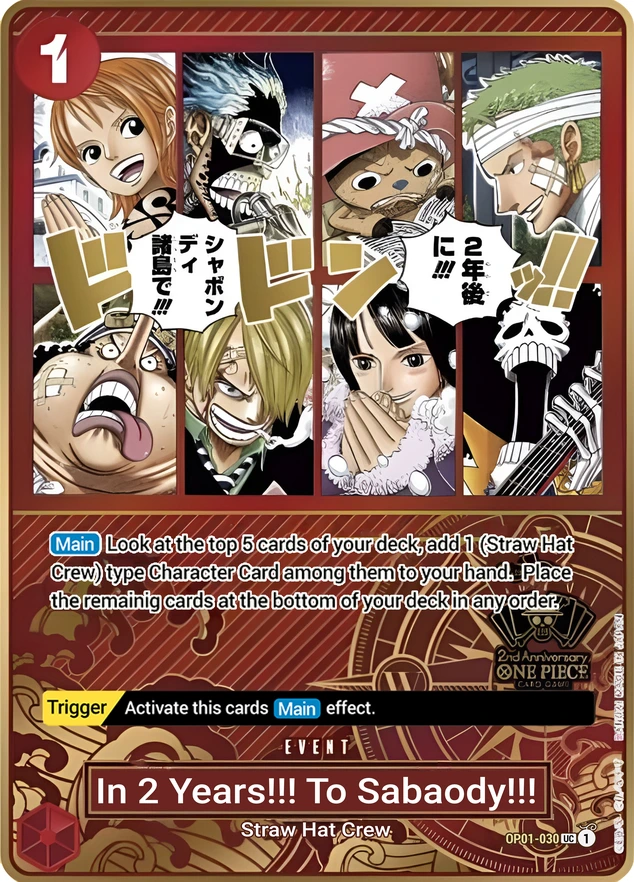 1
ド
シャボン
ディ
諸島で!!!
ドン
2年後
に!!!
ッ!!
Main Look at the top 5 cards of your deck, add 1 (Straw Hat
Crew) type Character Card among them to your hand. Place
the remainig cards at the bottom of your deck in any order.
2nd Anniversary
ONE PIECE
CARD GAME
Trigger Activate this cards Main effect.
EVENT
In 2 Years!!! To Sabaody!!!
Straw Hat Crew
OP01-030 UC 1